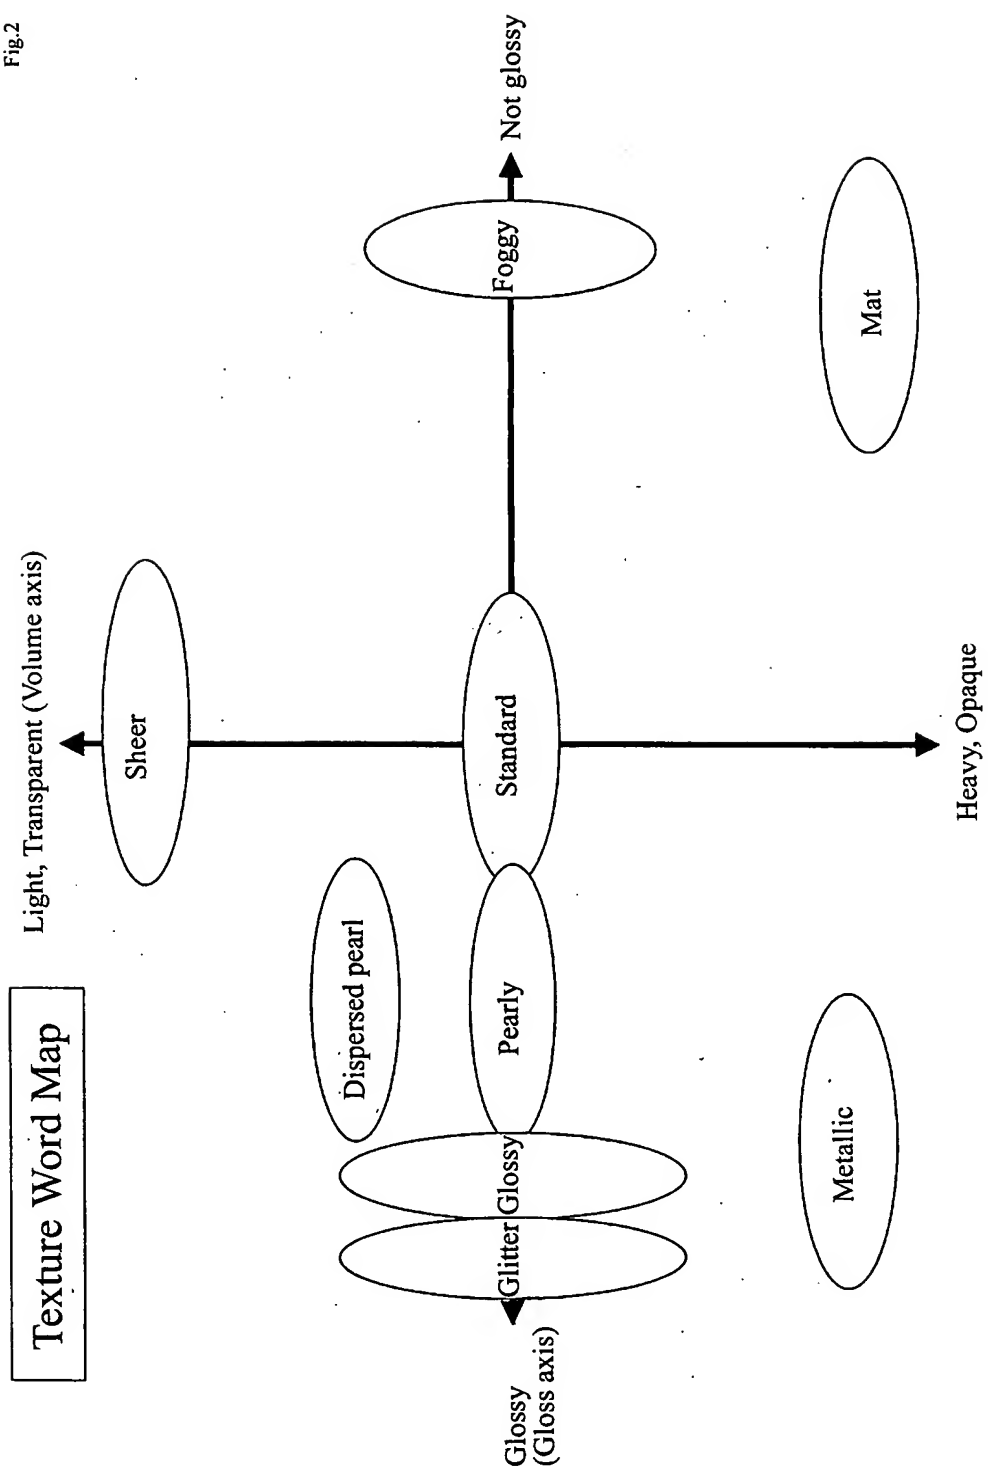 Fig.2
Texture Word Map
Light, Transparent (Volume axis)
Sheer
Dispersed pearl
Glossy
(Gloss axis)
Glitter
Glossy
Pearly
Standard
Foggy
Not glossy
Metallic
Mat
Heavy, Opaque